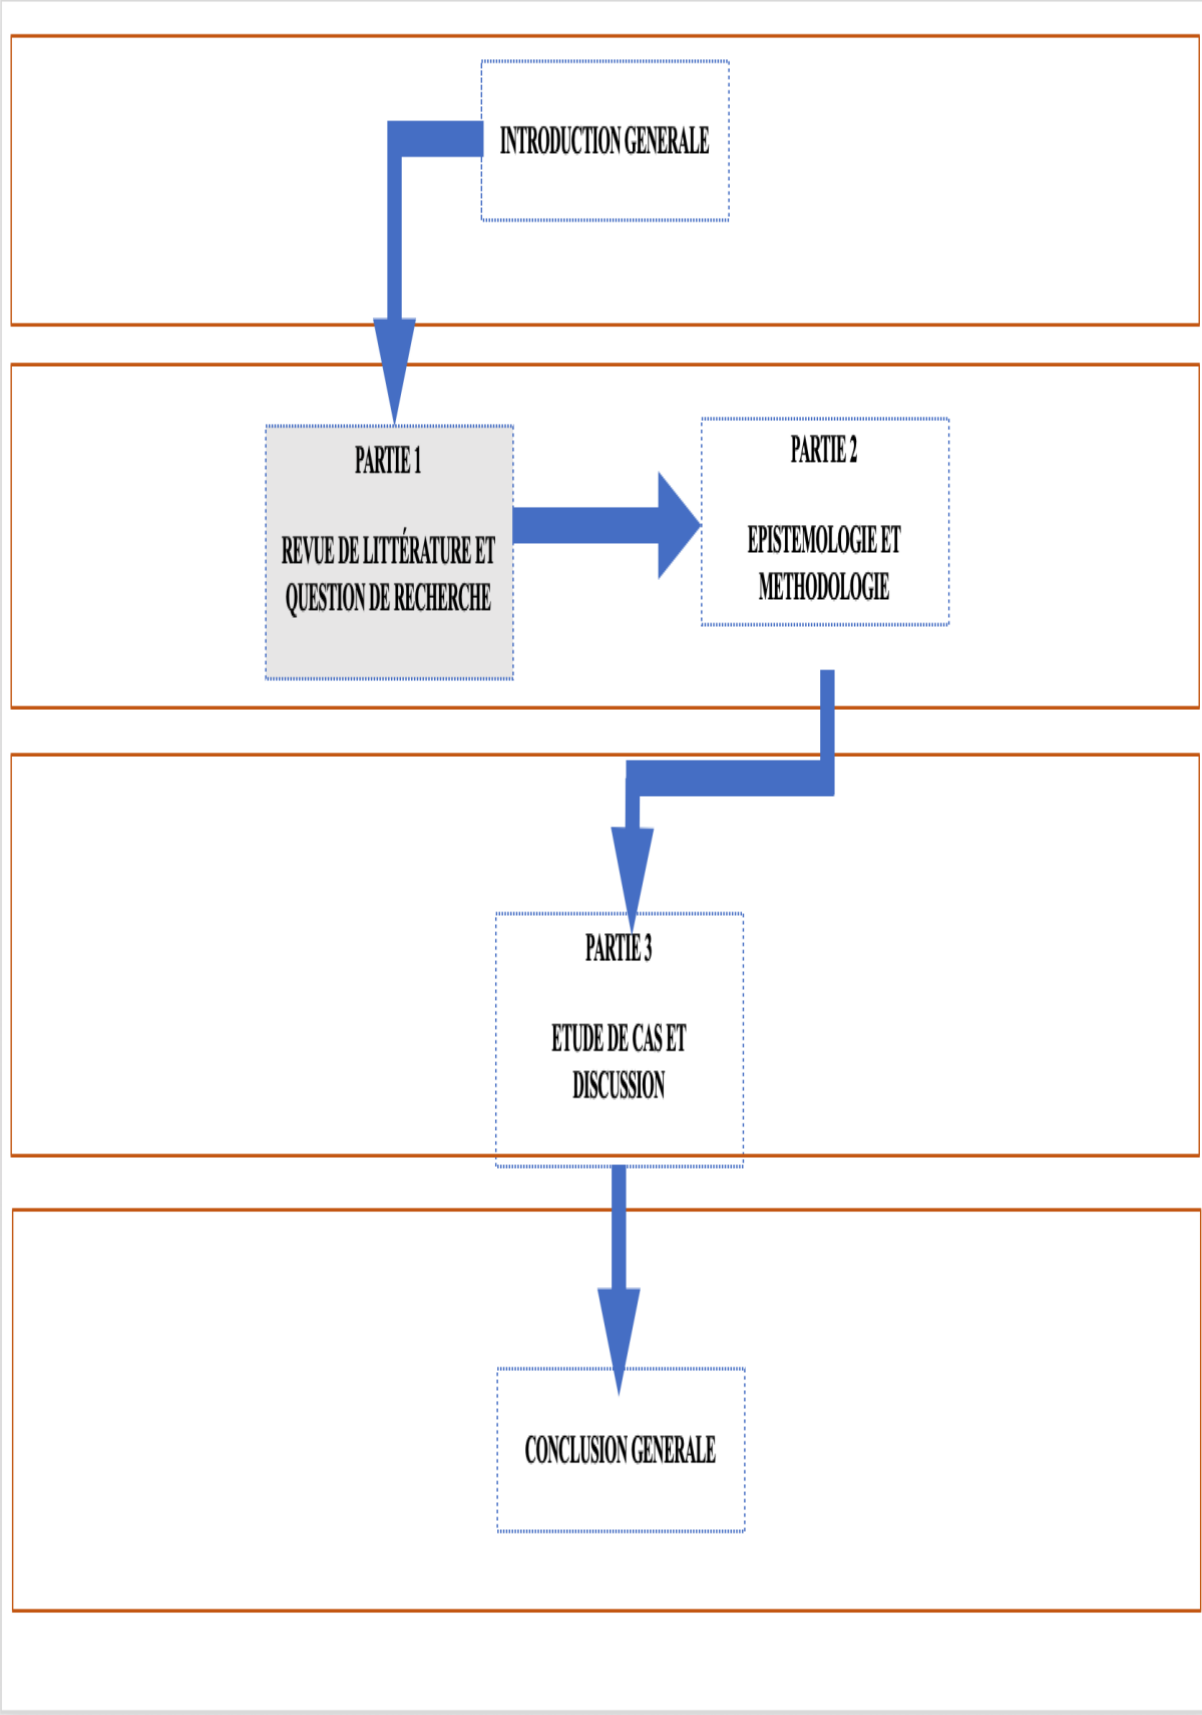 INTRODUCTION GENERALE
PARTIE 1
REVUE DE LITTÉRATURE ET
QUESTION DE RECHERCHE
PARTIE 2
EPISTEMOLOGIE ET
METHODOLOGIE
PARTIE 3
ETUDE DE CAS ET
DISCUSSION
CONCLUSION GENERALE